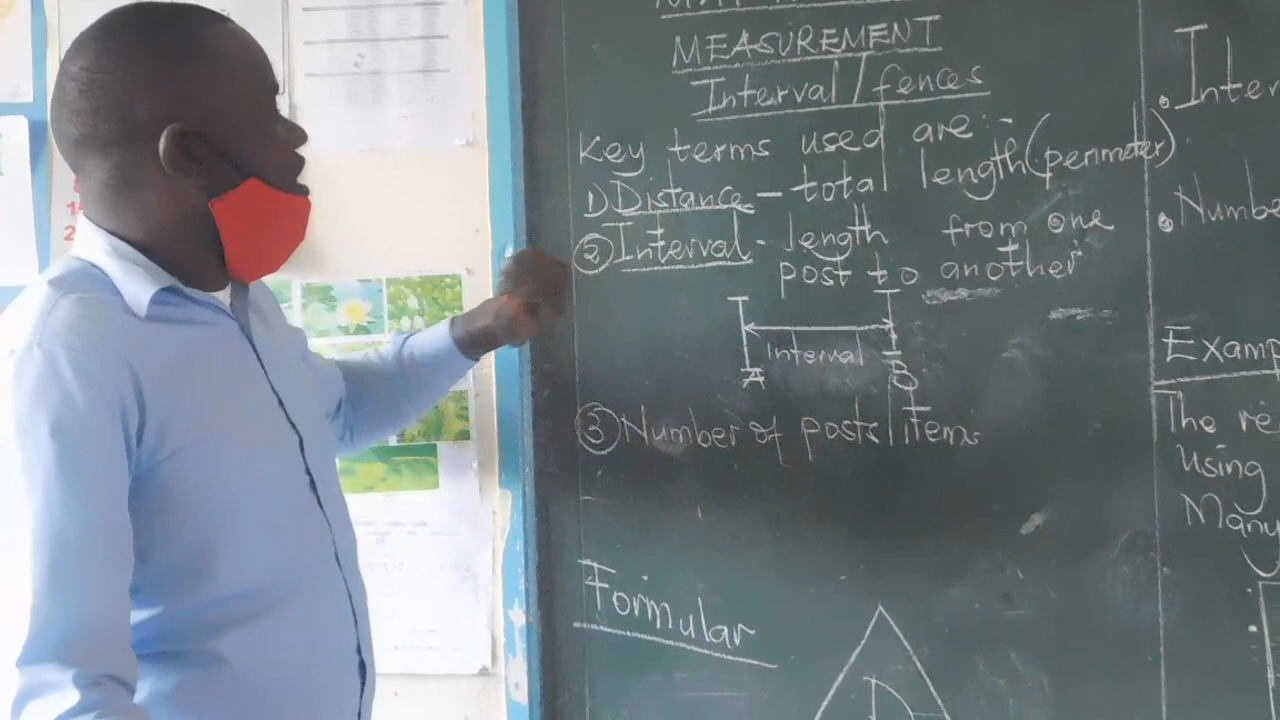 MEASUREMENT
Interval/fences
Key terms used are:-
1) Distance - total length (perimeter)
② Interval - length from one
post to another
Interval
A B
③ Number of posts/items
Formular
D
• Inter
• Numbe
Examp
The re
Using
Many